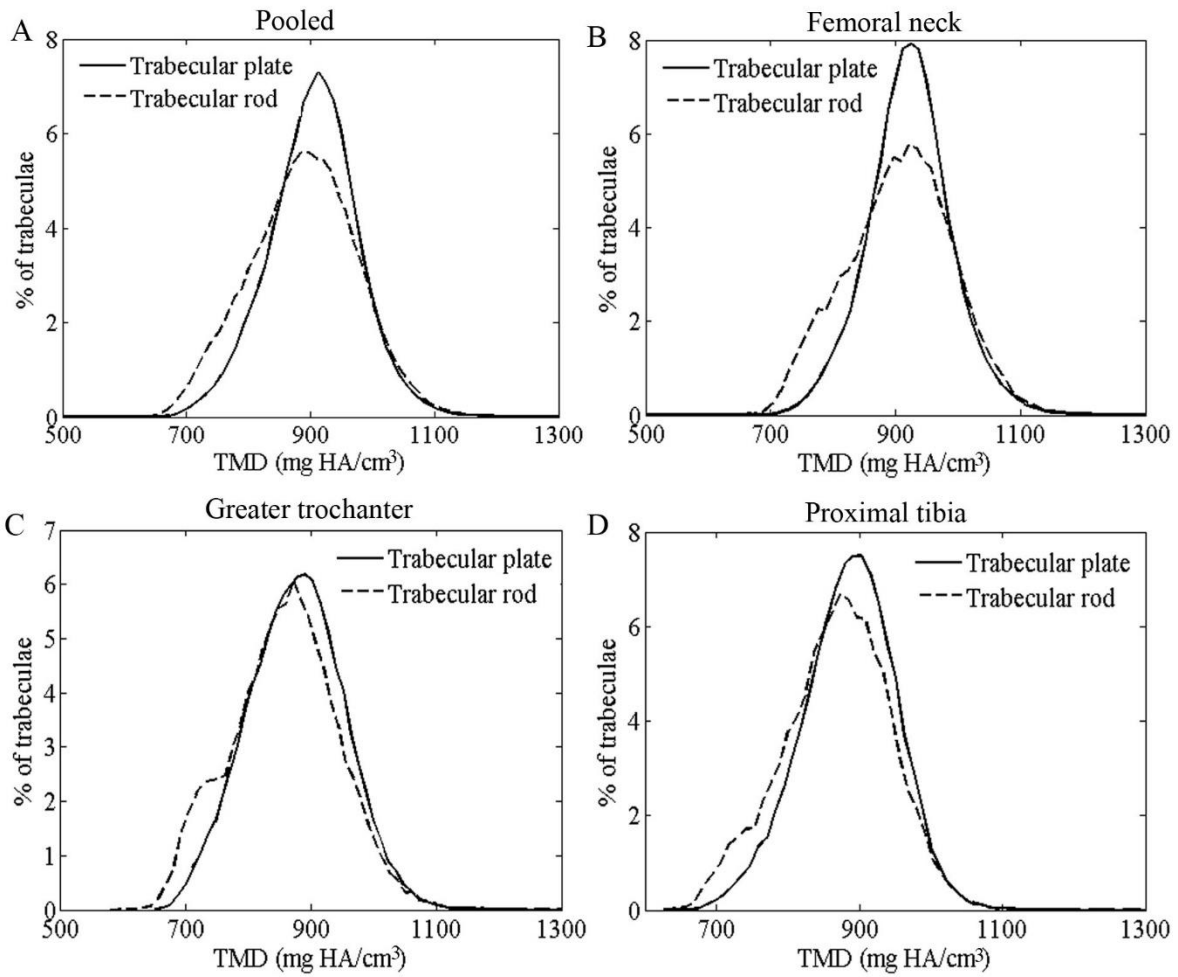 A
Pooled
8
6
4
2
0
% of trabeculae
Trabecular plate
Trabecular rod
500
700
900
1100
1300
TMD (mg HA/cm³)
B
Femoral neck
8
6
4
2
0
% of trabeculae
Trabecular plate
Trabecular rod
500
700
900
1100
1300
TMD (mg HA/cm³)
C
Greater trochanter
7
6
5
4
3
2
1
0
% of trabeculae
Trabecular plate
Trabecular rod
500
700
900
1100
1300
TMD (mg HA/cm³)
D
Proximal tibia
8
6
4
2
0
% of trabeculae
Trabecular plate
Trabecular rod
700
900
1100
1300
TMD (mg HA/cm³)